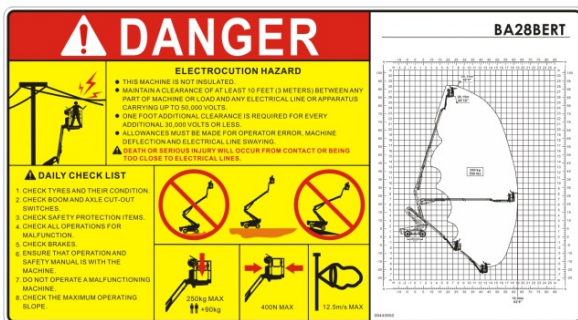 DANGER
ELECTROCUTION HAZARD
● THIS MACHINE IS NOT INSULATED.
● MAINTAIN A CLEARANCE OF AT LEAST 10 FEET (3 METERS) BETWEEN ANY
PART OF MACHINE OR LOAD AND ANY ELECTRICAL LINE OR APPARATUS
CARRYING UP TO 50,000 VOLTS.
● ONE FOOT ADDITIONAL CLEARANCE IS REQUIRED FOR EVERY
ADDITIONAL 30,000 VOLTS OR LESS.
● ALLOWANCES MUST BE MADE FOR OPERATOR ERROR, MACHINE
DEFLECTION AND ELECTRICAL LINE SWAYING.
DEATH OR SERIOUS INJURY WILL OCCUR FROM CONTACT OR BEING
TOO CLOSE TO ELECTRICAL LINES.
DAILY CHECK LIST
1. CHECK TYRES AND THEIR CONDITION.
2. CHECK BOOM AND AXLE CUT-OUT
SWITCHES.
3. CHECK SAFETY PROTECTION ITEMS.
4. CHECK ALL OPERATIONS FOR
MALFUNCTION.
5. CHECK BRAKES.
6. ENSURE THAT OPERATION AND
SAFETY MANUAL IS WITH THE
MACHINE.
7. DO NOT OPERATE A MALFUNCTIONING
MACHINE.
8. CHECK THE MAXIMUM OPERATING
SLOPE.
250kg MAX
+90kg
400N MAX
12.5m/s MAX
BA28BERT